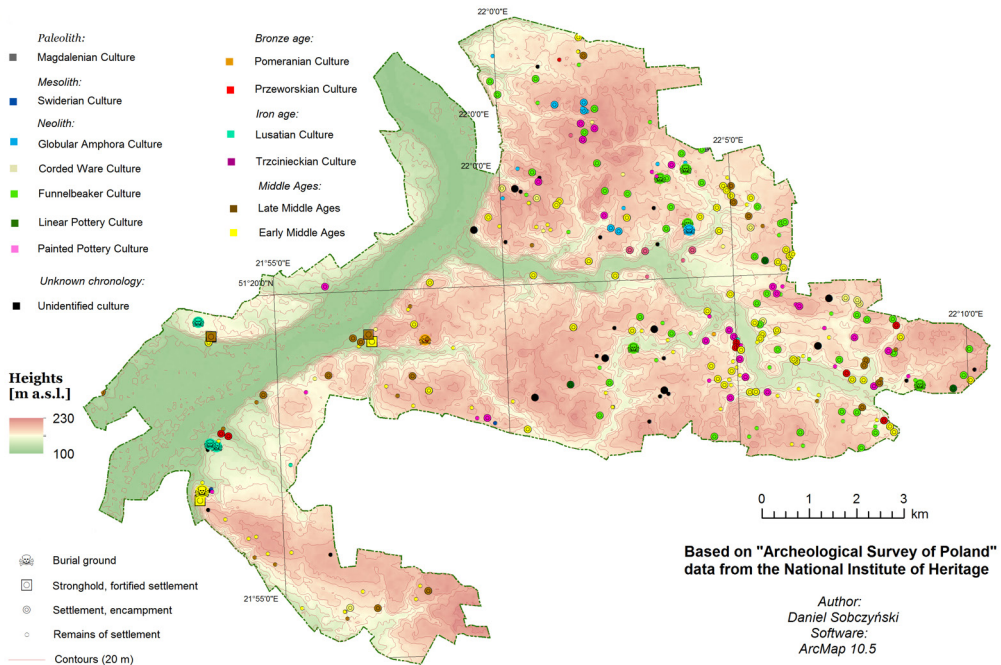 Paleolith:
Magdalenian Culture
Mesolith:
Swiderian Culture
Neolith:
Globular Amphora Culture
Corded Ware Culture
Funnelbeaker Culture
Linear Pottery Culture
Painted Pottery Culture
Unknown chronology:
Unidentified culture
Bronze age:
Pomeranian Culture
Przeworskian Culture
Iron age:
Lusatian Culture
Trzcinieckian Culture
Middle Ages:
Late Middle Ages
Early Middle Ages
22°0'0"E
22°0'0"E
22°0'0"E
22°5'0"E
21°55'0"E
51°20'0"N
22°10'0"E
21°55'0"E
Heights
[m a.s.l.]
230
100
Burial ground
Stronghold, fortified settlement
Settlement, encampment
Remains of settlement
Contours (20 m)
0 1 2 3
km
Based on "Archeological Survey of Poland"
data from the National Institute of Heritage
Author:
Daniel Sobczyński
Software:
ArcMap 10.5